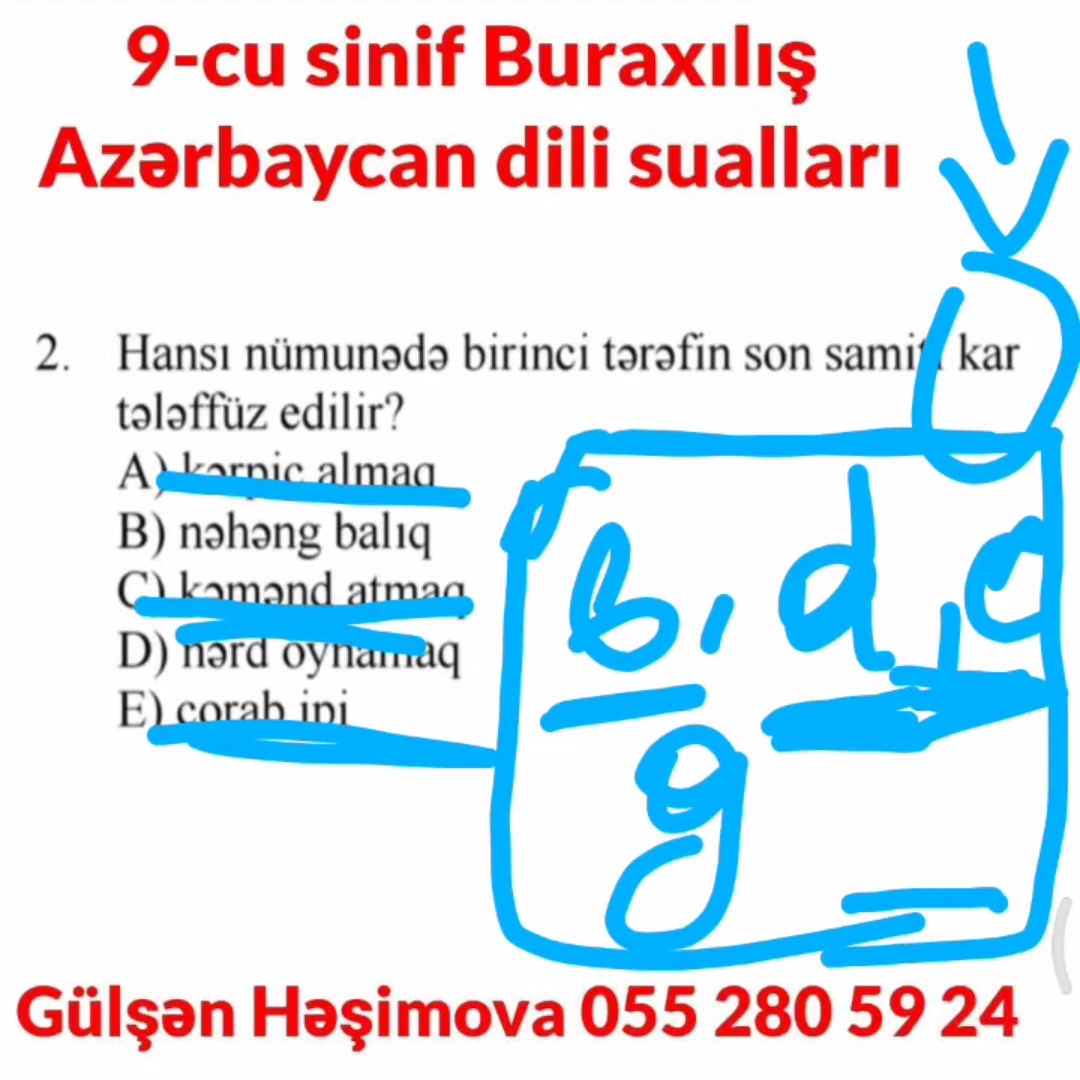 9-cu sinif Buraxılış
Azərbaycan dili sualları
2. Hansı nümunədə birinci tərəfin son samiti kar
tələffüz edilir?
A) kərpic almaq
B) nəhəng balıq
C) kəmənd atmaq
D) nərd oynamaq
E) corab ipi
b, d, c
g
Gülşən Həşimova 055 280 59 24